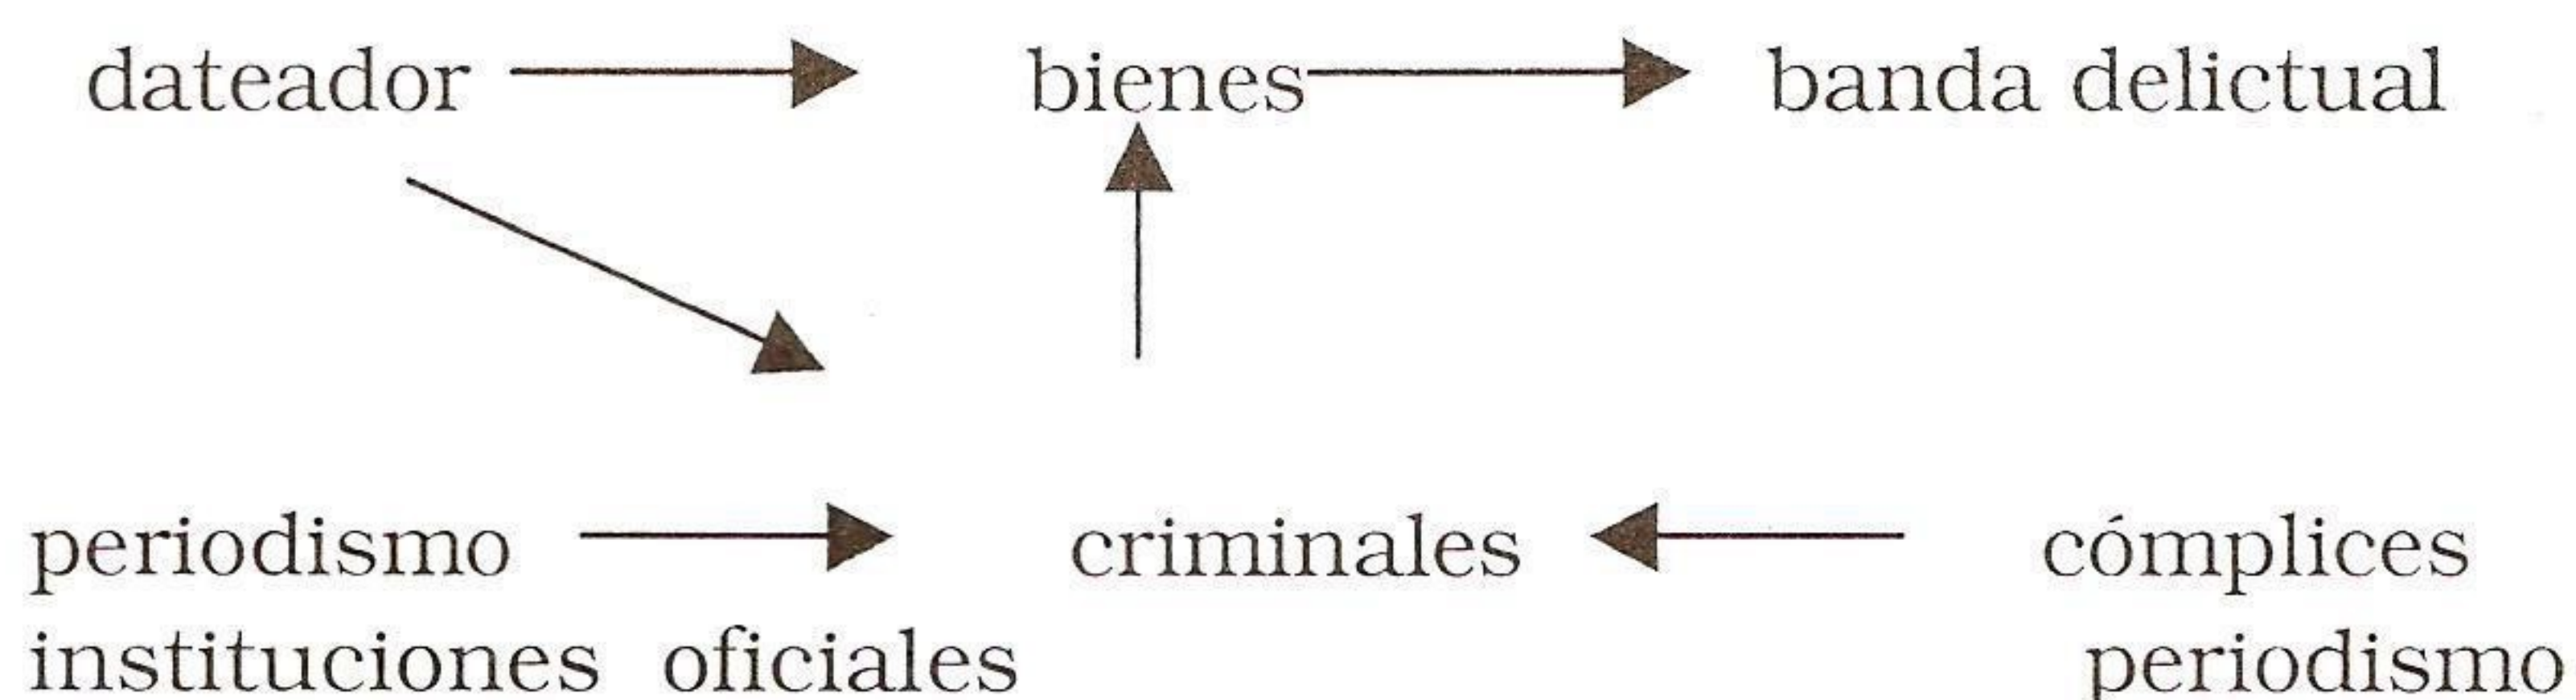 dateador bienes banda delictual
periodismo criminales cómplices
instituciones oficiales periodismo